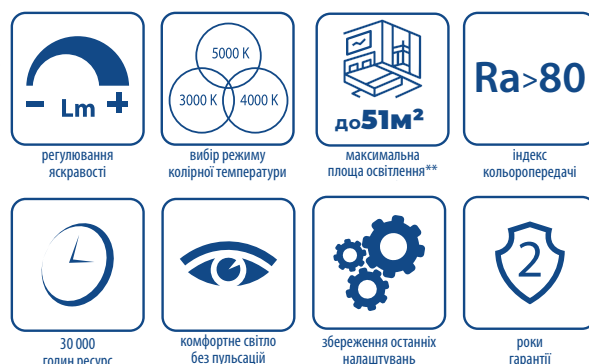 - Lm +
регулювання
яскравості
5000 K
3000 K 4000 K
вибір режиму
колірної температури
до51м²
максимальна
площа освітлення**
Ra>80
індекс
кольоропередачі
30 000
годин ресурс
комфортне світло
без пульсацій
збереження останніх
налаштувань
2
роки
гарантії